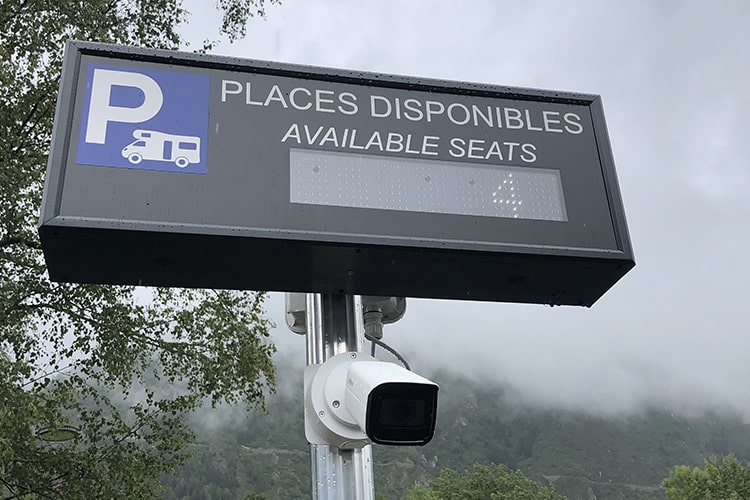 P
PLACES DISPONIBLES
AVAILABLE SEATS
4